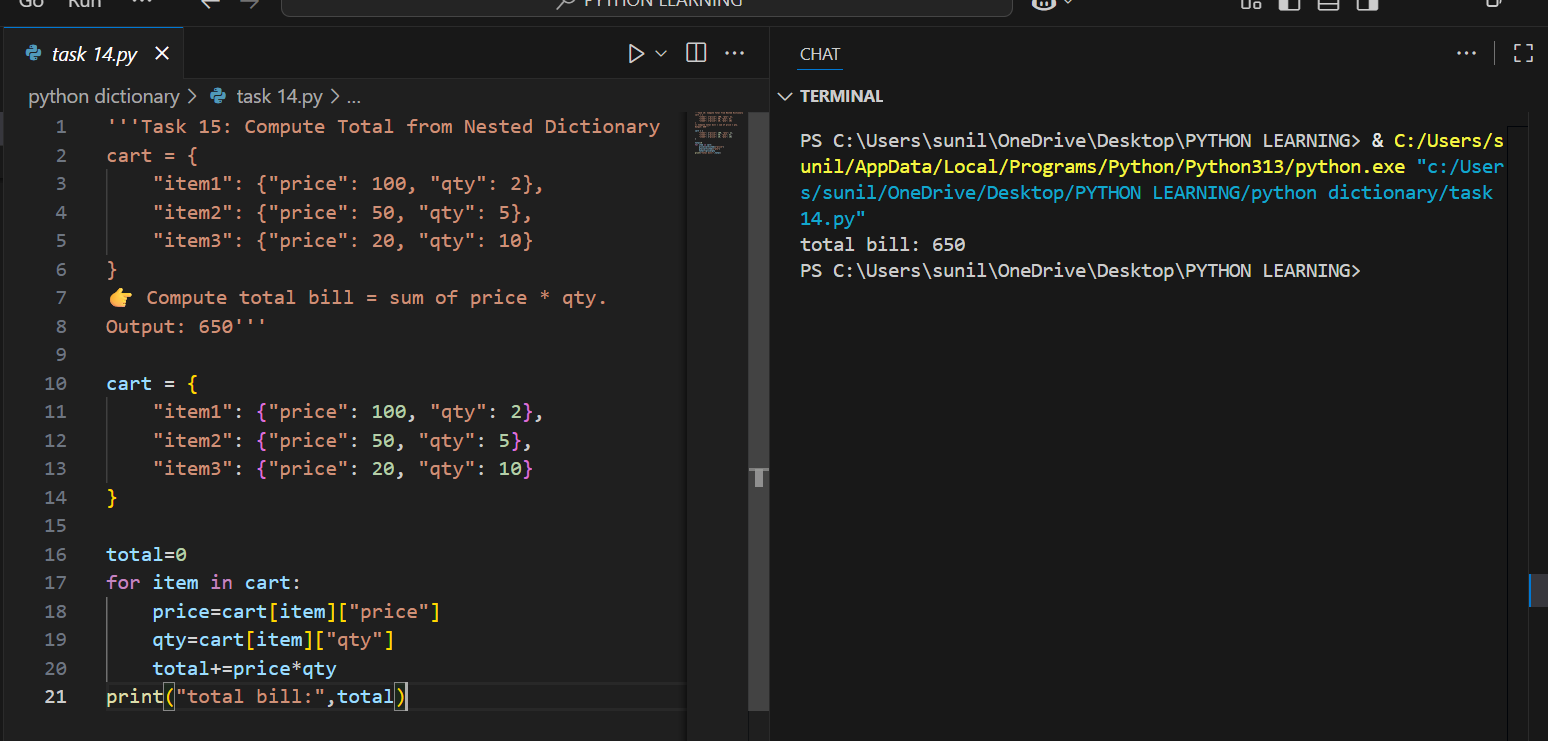 Go Run ... PYTHON LEARNING
task 14.py
CHAT
python dictionary > task 14.py > ...
TERMINAL
1 '''Task 15: Compute Total from Nested Dictionary
2 cart = {
3 "item1": {"price": 100, "qty": 2},
4 "item2": {"price": 50, "qty": 5},
5 "item3": {"price": 20, "qty": 10}
6 }
7 👉 Compute total bill = sum of price * qty.
8 Output: 650'''
9
10 cart = {
11 "item1": {"price": 100, "qty": 2},
12 "item2": {"price": 50, "qty": 5},
13 "item3": {"price": 20, "qty": 10}
14 }
15
16 total=0
17 for item in cart:
18 price=cart[item]["price"]
19 qty=cart[item]["qty"]
20 total+=price*qty
21 print("total bill:",total)
PS C:\Users\sunil\OneDrive\Desktop\PYTHON LEARNING> & C:/Users/s
unil/AppData/Local/Programs/Python/Python313/python.exe "c:/User
s/sunil/OneDrive/Desktop/PYTHON LEARNING/python dictionary/task
14.py"
total bill: 650
PS C:\Users\sunil\OneDrive\Desktop\PYTHON LEARNING>